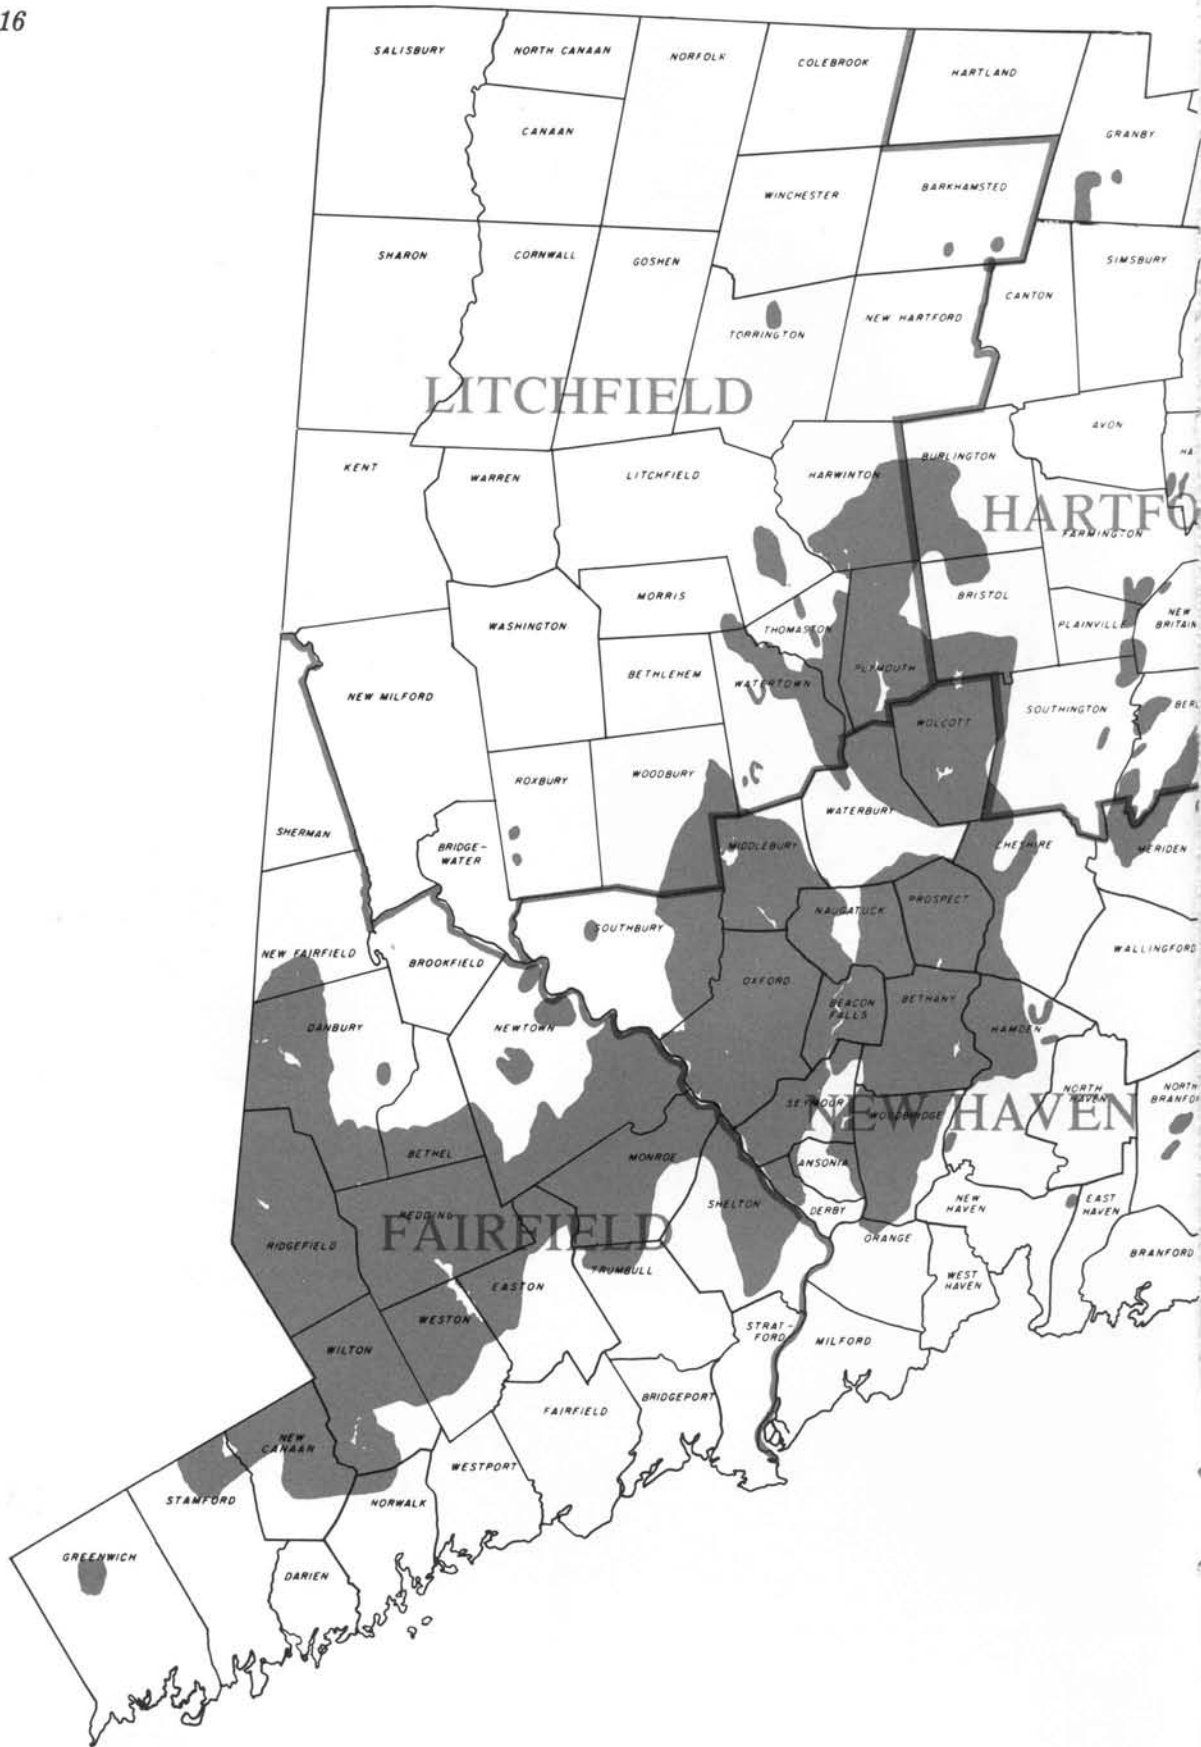 16
SALISBURY
NORTH CANAAN
NORFOLK
COLEBROOK
HARTLAND
CANAAN
GRANBY
WINCHESTER
BARKHAMSTED
SHARON
CORNWALL
GOSHEN
SIMSBURY
CANTON
NEW HARTFORD
TORRINGTON
LITCHFIELD
AVON
KENT
WARREN
LITCHFIELD
HARWINTON
BURLINGTON
HA
HARTFO
FARMINGTON
MORRIS
BRISTOL
WASHINGTON
THOMASTON
PLAINVILLE
NEW
BRITAIN
BETHLEHEM
WATERTOWN
PLYMOUTH
NEW MILFORD
SOUTHINGTON
BERL
WOLCOTT
ROXBURY
WOODBURY
WATERBURY
SHERMAN
BRIDGE-
WATER
MIDDLEBURY
CHESHIRE
MERIDEN
NAUGATUCK
PROSPECT
SOUTHBURY
NEW FAIRFIELD
BROOKFIELD
WALLINGFORD
OXFORD
BEACON
FALLS
BETHANY
DANBURY
NEWTOWN
HAMDEN
NORTH
HAVEN
NORTH
BRANFO
SEYMOUR
NEW HAVEN
WOODBRIDGE
BETHEL
MONROE
ANSONIA
SHELTON
DERBY
NEW
HAVEN
EAST
HAVEN
REDDING
FAIRFIELD
RIDGEFIELD
ORANGE
BRANFORD
TRUMBULL
EASTON
WEST
HAVEN
WESTON
STRAT-
FORD
MILFORD
WILTON
BRIDGEPORT
FAIRFIELD
NEW
CANAAN
WESTPORT
STAMFORD
NORWALK
GREENWICH
DARIEN